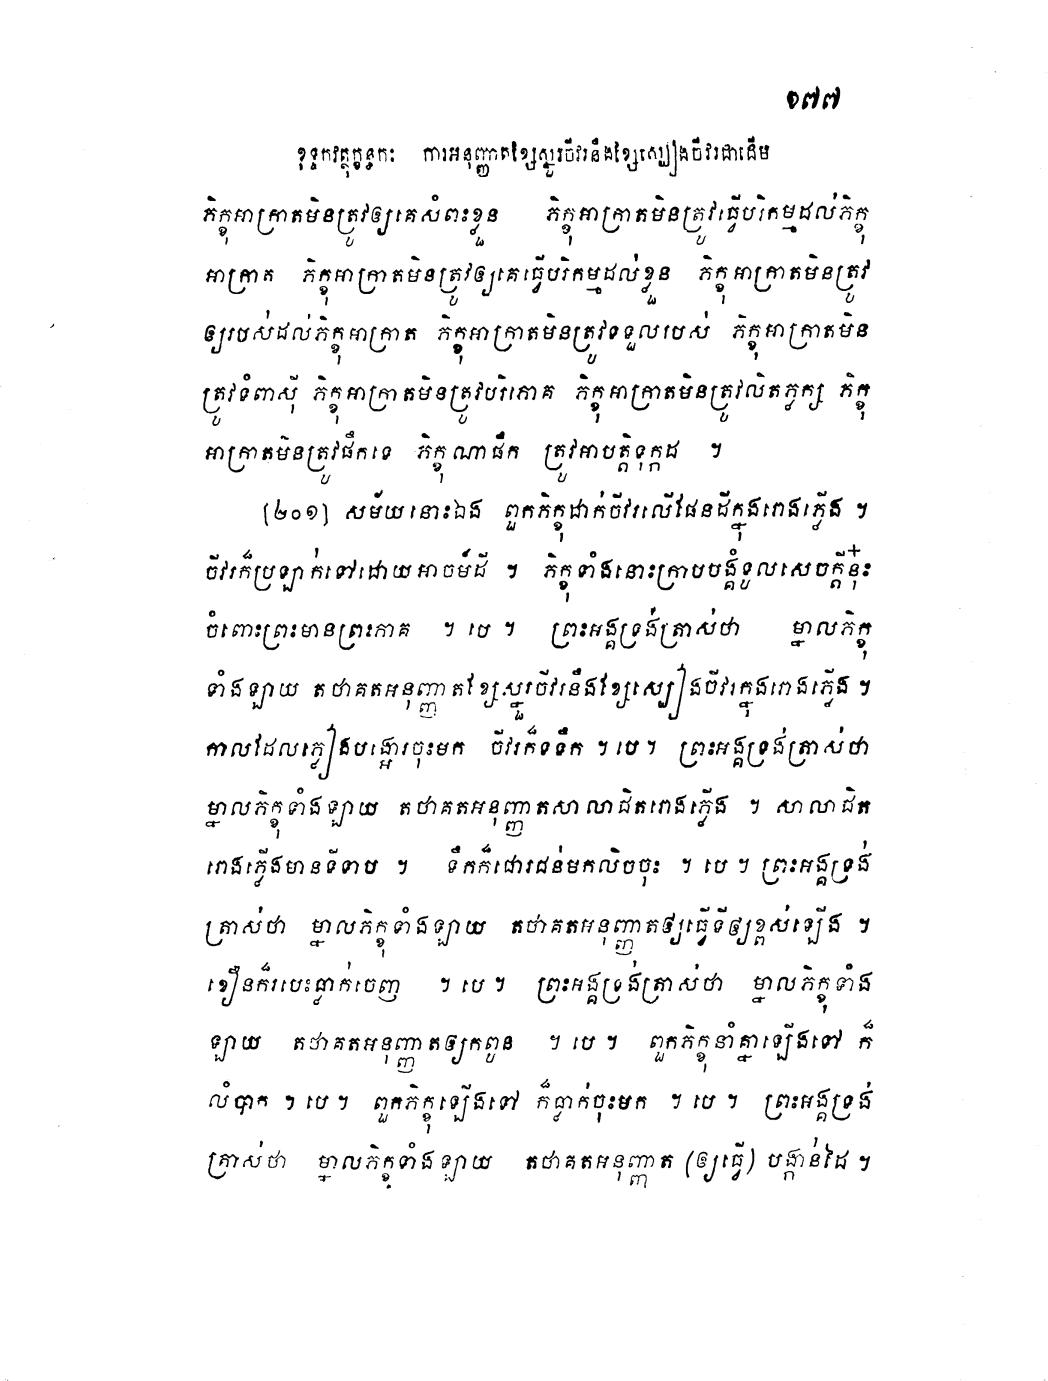 ១៧៧
ខុទ្ទកវត្ថុក្ខន្ធកៈ ការអនុញ្ញាតខ្សែស្នួរចីវរនឹងខ្សែស្បៀងចីវរជាដើម
ភិក្ខុអាក្រាតមិនត្រូវឲ្យគេសំពះខ្លួន ភិក្ខុអាក្រាតមិនត្រូវធ្វើបរិកម្មដល់ភិក្ខុ
អាក្រាត ភិក្ខុអាក្រាតមិនត្រូវឲ្យគេធ្វើបរិកម្មដល់ខ្លួន ភិក្ខុអាក្រាតមិនត្រូវ
ឲ្យរបស់ដល់ភិក្ខុអាក្រាត ភិក្ខុអាក្រាតមិនត្រូវទទួលរបស់ ភិក្ខុអាក្រាតមិន
ត្រូវទំពាស៊ី ភិក្ខុអាក្រាតមិនត្រូវបរិភោគ ភិក្ខុអាក្រាតមិនត្រូវលិតភ្លក្ស ភិក្ខុ
អាក្រាតមិនត្រូវផឹកទេ ភិក្ខុណាផឹក ត្រូវអាបត្តិទុក្កដ ។
[២០១] សម័យនោះឯង ពួកភិក្ខុដាក់ចីវរលើផែនដីក្នុងរោងភ្លើង ។
ចីវរក៏ប្រឡាក់ទៅដោយអាចម៍ដី ។ ភិក្ខុទាំងនោះក្រាបបង្គំទូលសេចក្តីនុ៎ះ
ចំពោះព្រះមានព្រះភាគ ។ បេ ។ ព្រះអង្គទ្រង់ត្រាស់ថា ម្នាលភិក្ខុ
ទាំងឡាយ តថាគតអនុញ្ញាតខ្សែស្នួរចីវរនឹងខ្សែស្បៀងចីវរក្នុងរោងភ្លើង ។
កាលដែលភ្លៀងបង្អោរចុះមក ចីវរក៏ទទឹក ។ បេ ។ ព្រះអង្គទ្រង់ត្រាស់ថា
ម្នាលភិក្ខុទាំងឡាយ តថាគតអនុញ្ញាតសាលាជិតរោងភ្លើង ។ សាលាជិត
រោងភ្លើងមានទីទាប ។ ទឹកក៏ជោរជន់មកលិចចុះ ។ បេ ។ ព្រះអង្គទ្រង់
ត្រាស់ថា ម្នាលភិក្ខុទាំងឡាយ តថាគតអនុញ្ញាតឲ្យធ្វើទីឲ្យខ្ពស់ឡើង ។
ខឿនក៏របេះធ្លាក់ចេញ ។ បេ ។ ព្រះអង្គទ្រង់ត្រាស់ថា ម្នាលភិក្ខុទាំង
ឡាយ តថាគតអនុញ្ញាតឲ្យកពូន ។ បេ ។ ពួកភិក្ខុនាំគ្នាឡើងទៅ ក៏
លំបាក ។ បេ ។ ពួកភិក្ខុឡើងទៅ ក៏ធ្លាក់ចុះមក ។ បេ ។ ព្រះអង្គទ្រង់
ត្រាស់ថា ម្នាលភិក្ខុទាំងឡាយ តថាគតអនុញ្ញាត (ឲ្យធ្វើ) បង្កាន់ដៃ ។